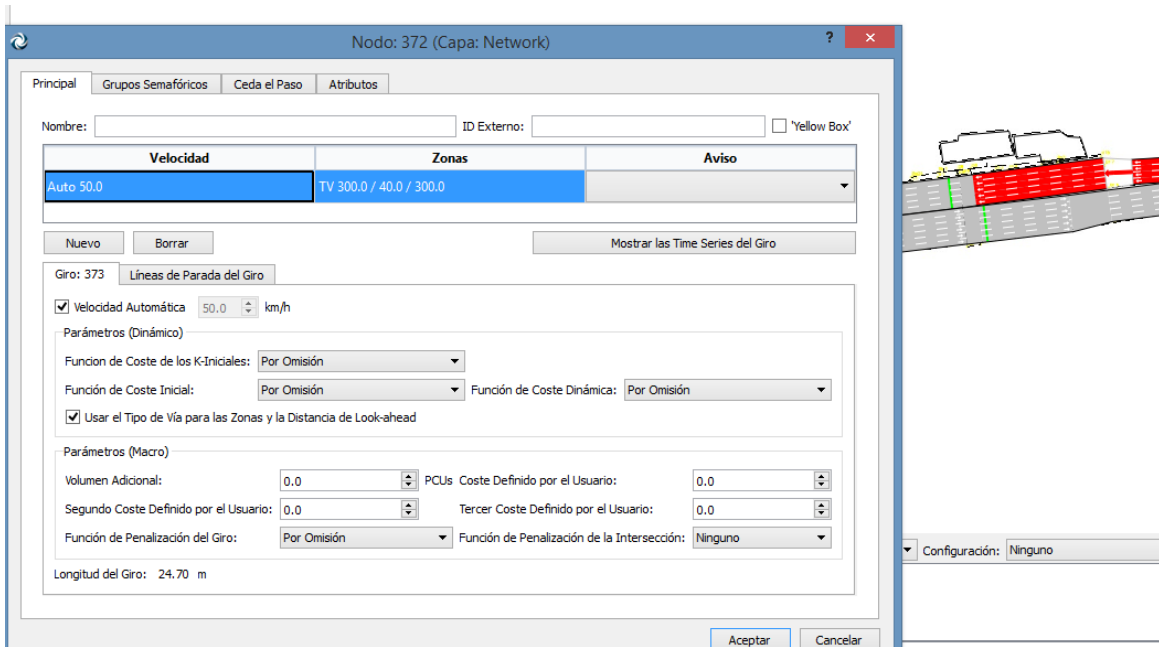 Nodo: 372 (Capa: Network)
?
Principal Grupos Semafóricos Ceda el Paso Atributos
Nombre: ID Externo: 'Yellow Box'
Velocidad Zonas Aviso
Auto 50.0 TV 300.0 / 40.0 / 300.0
Nuevo Borrar Mostrar las Time Series del Giro
Giro: 373 Líneas de Parada del Giro
Velocidad Automática 50.0 km/h
Parámetros (Dinámico)
Funcion de Coste de los K-Iniciales: Por Omisión
Función de Coste Inicial: Por Omisión Función de Coste Dinámica: Por Omisión
Usar el Tipo de Vía para las Zonas y la Distancia de Look-ahead
Parámetros (Macro)
Volumen Adicional: 0.0 PCUs Coste Definido por el Usuario: 0.0
Segundo Coste Definido por el Usuario: 0.0 Tercer Coste Definido por el Usuario: 0.0
Función de Penalización del Giro: Por Omisión Función de Penalización de la Intersección: Ninguno
Configuración: Ninguno
Longitud del Giro: 24.70 m
Aceptar Cancelar